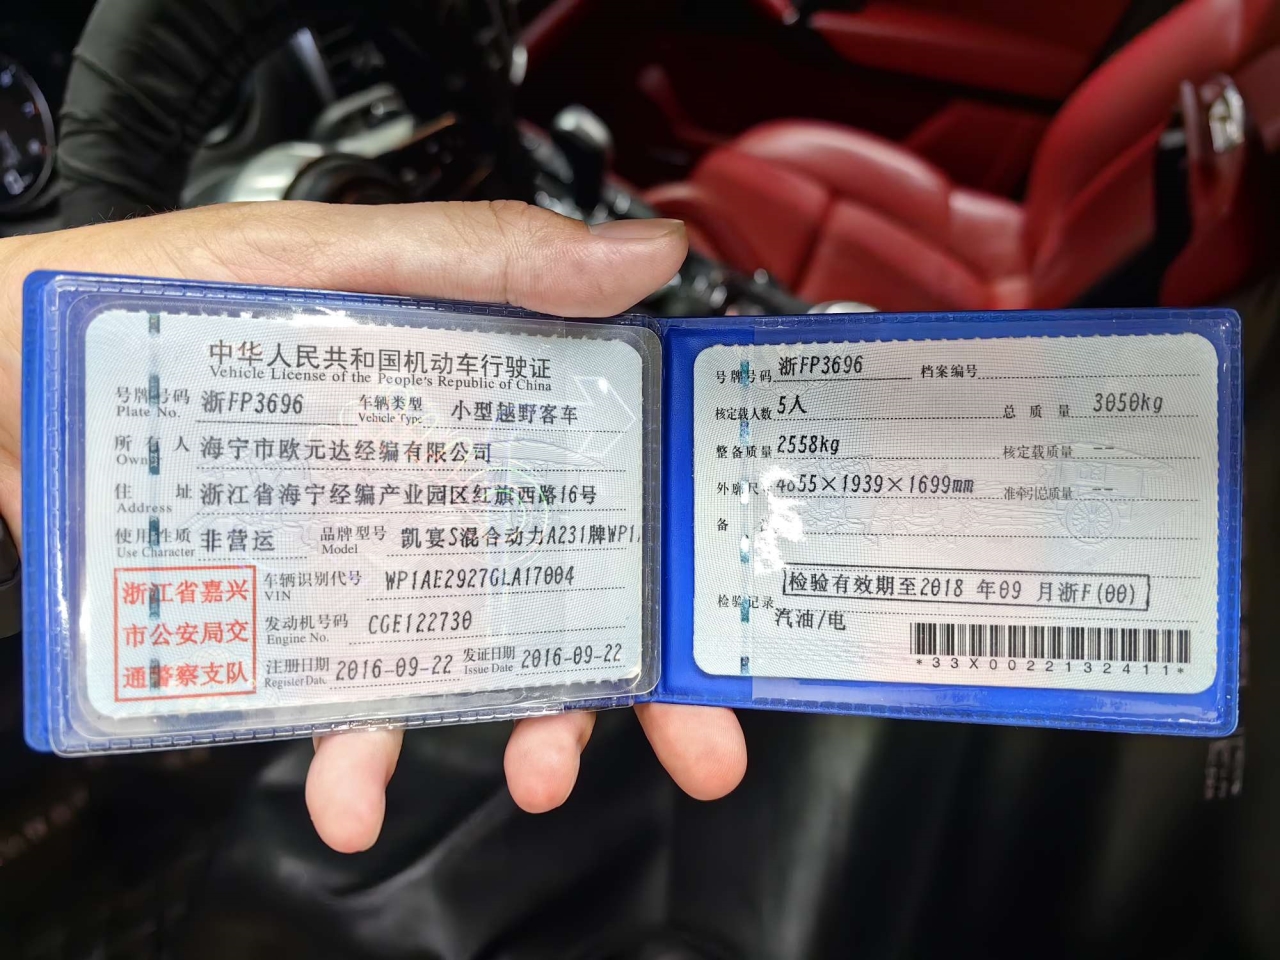 中华人民共和国机动车行驶证
Vehicle License of the People's Republic of China
号牌号码 浙FP3696 车辆类型 小型越野客车
Plate No. Vehicle Type
所有人 海宁市欧元达经编有限公司
Owner
住址 浙江省海宁经编产业园区红旗西路16号
Address
使用性质 非营运 品牌型号 凯宴S混合动力A231牌WP1
Use Character Model
浙江省嘉兴
市公安局交
通警察支队
车辆识别代号 WP1AE2927GLA17004
VIN
发动机号码 CGE122730
Engine No.
注册日期 2016-09-22 发证日期 2016-09-22
Register Date Issue Date
号牌号码 浙FP3696 档案编号
核定载人数 5人 总质量 3050kg
整备质量 2558kg 核定载质量 --
外廓尺 4855×1939×1699mm 准牵引总质量 --
备
检验有效期至2018 年09 月浙F(00)
检验记录
汽油/电
*33X0022132411*